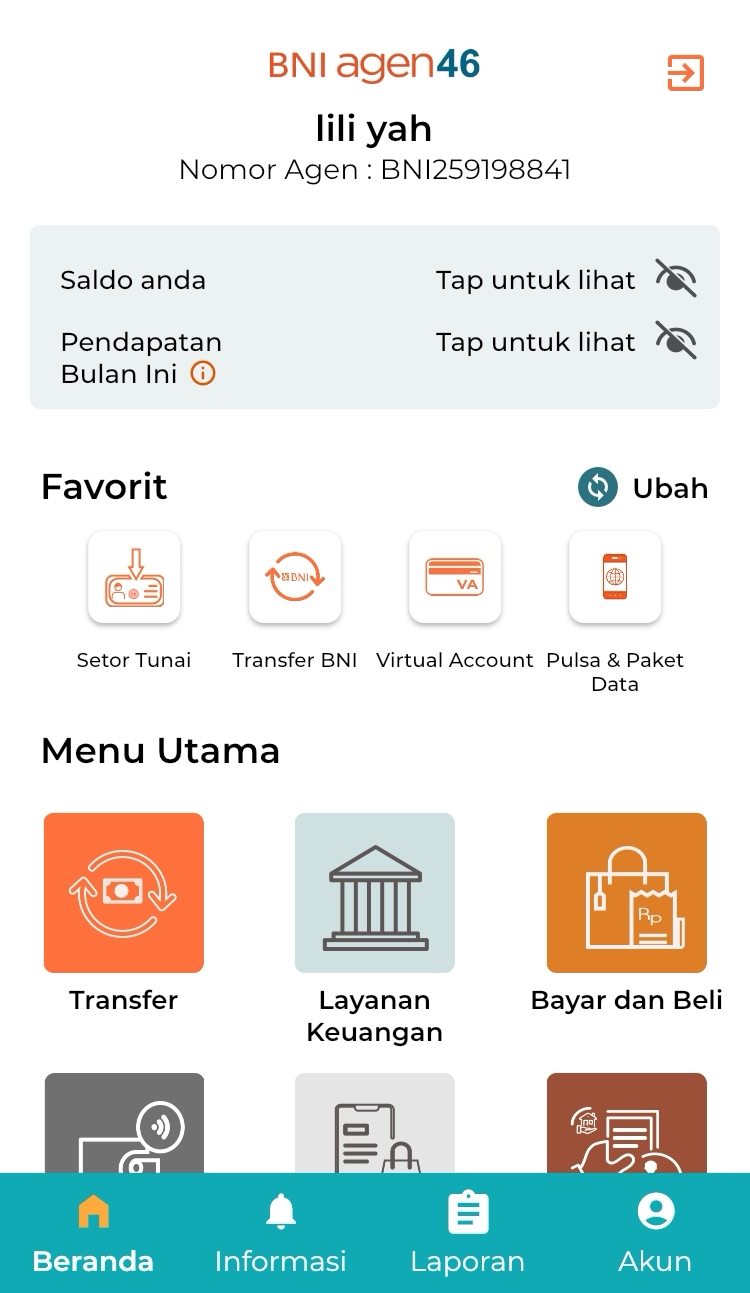 BNI agen46
lili yah
Nomor Agen : BNI259198841
Saldo anda
Tap untuk lihat
Pendapatan
Bulan Ini
Tap untuk lihat
Favorit
Ubah
BNI
VA
Setor Tunai
Transfer BNI
Virtual Account
Pulsa & Paket
Data
Menu Utama
Rp
Transfer
Layanan
Keuangan
Bayar dan Beli
Beranda
Informasi
Laporan
Akun